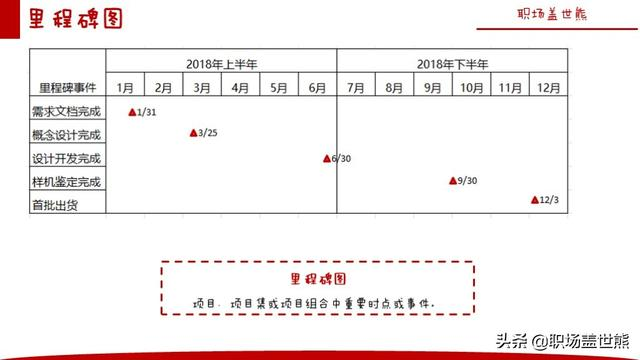 里程碑图
职场盖世熊
2018年上半年 2018年下半年
里程碑事件 1月 2月 3月 4月 5月 6月 7月 8月 9月 10月 11月 12月
需求文档完成 1/31
概念设计完成 3/25
设计开发完成 6/30
样机鉴定完成 9/30
首批出货 12/3
里程碑图
项目、项目集或项目组合中重要时点或事件。
头条 @职场盖世熊